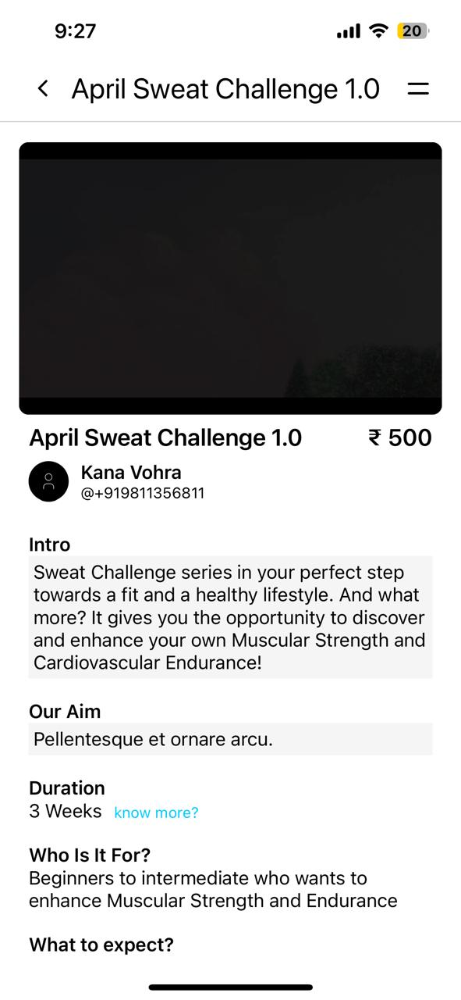 9:27
20
April Sweat Challenge 1.0
April Sweat Challenge 1.0 ₹ 500
Kana Vohra
@+919811356811
Intro
Sweat Challenge series in your perfect step
towards a fit and a healthy lifestyle. And what
more? It gives you the opportunity to discover
and enhance your own Muscular Strength and
Cardiovascular Endurance!
Our Aim
Pellentesque et ornare arcu.
Duration
3 Weeks know more?
Who Is It For?
Beginners to intermediate who wants to
enhance Muscular Strength and Endurance
What to expect?